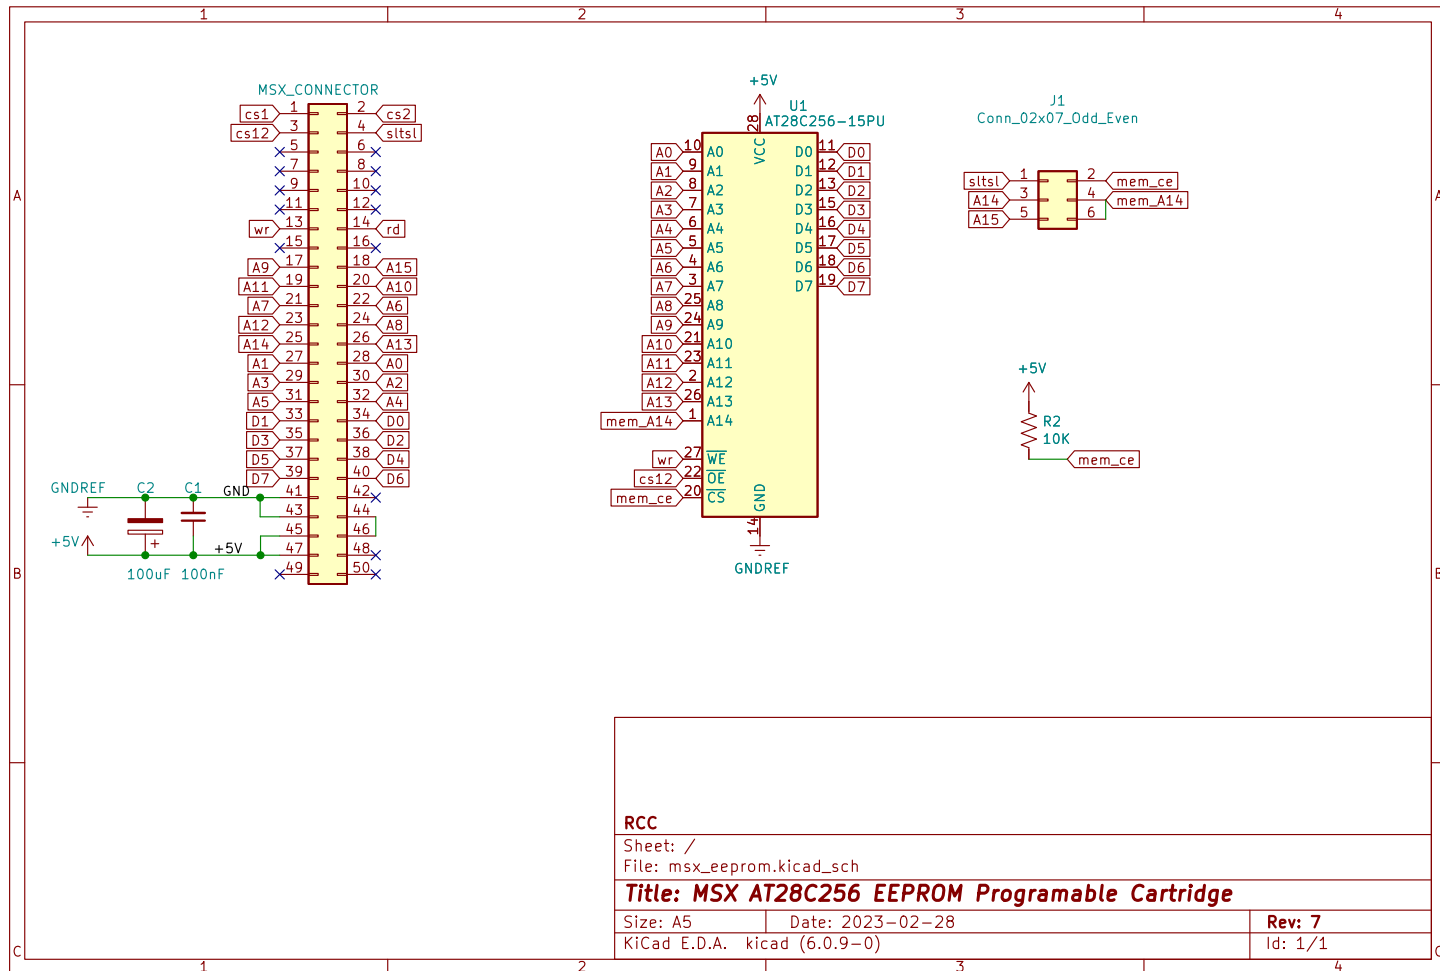 1 2 3 4
A A
B B
C C
MSX_CONNECTOR
cs1 1 2 cs2
cs12 3 4 sltsl
5 6
7 8
9 10
11 12
wr 13 14 rd
15 16
A9 17 18 A15
A11 19 20 A10
A7 21 22 A6
A12 23 24 A8
A14 25 26 A13
A1 27 28 A0
A3 29 30 A2
A5 31 32 A4
D1 33 34 D0
D3 35 36 D2
D5 37 38 D4
D7 39 40 D6
GND 41 42
43 44
45 46
+5V 47 48
49 50
GNDREF C2 C1
+5V +
100uF 100nF
+5V
U1
AT28C256-15PU
28
VCC
A0 10 A0 D0 11 D0
A1 9 A1 D1 12 D1
A2 8 A2 D2 13 D2
A3 7 A3 D3 15 D3
A4 6 A4 D4 16 D4
A5 5 A5 D5 17 D5
A6 4 A6 D6 18 D6
A7 3 A7 D7 19 D7
A8 25 A8
A9 24 A9
A10 21 A10
A11 23 A11
A12 2 A12
A13 26 A13
mem_A14 1 A14
wr 27 WE
cs12 22 OE
mem_ce 20 CS
GND
14
GNDREF
J1
Conn_02x07_Odd_Even
sltsl 1 2 mem_ce
A14 3 4 mem_A14
A15 5 6
+5V
R2
10K
mem_ce
RCC
Sheet: /
File: msx_eeprom.kicad_sch
Title: MSX AT28C256 EEPROM Programable Cartridge
Size: A5 Date: 2023-02-28 Rev: 7
KiCad E.D.A. kicad (6.0.9-0) Id: 1/1
1 2 3 4